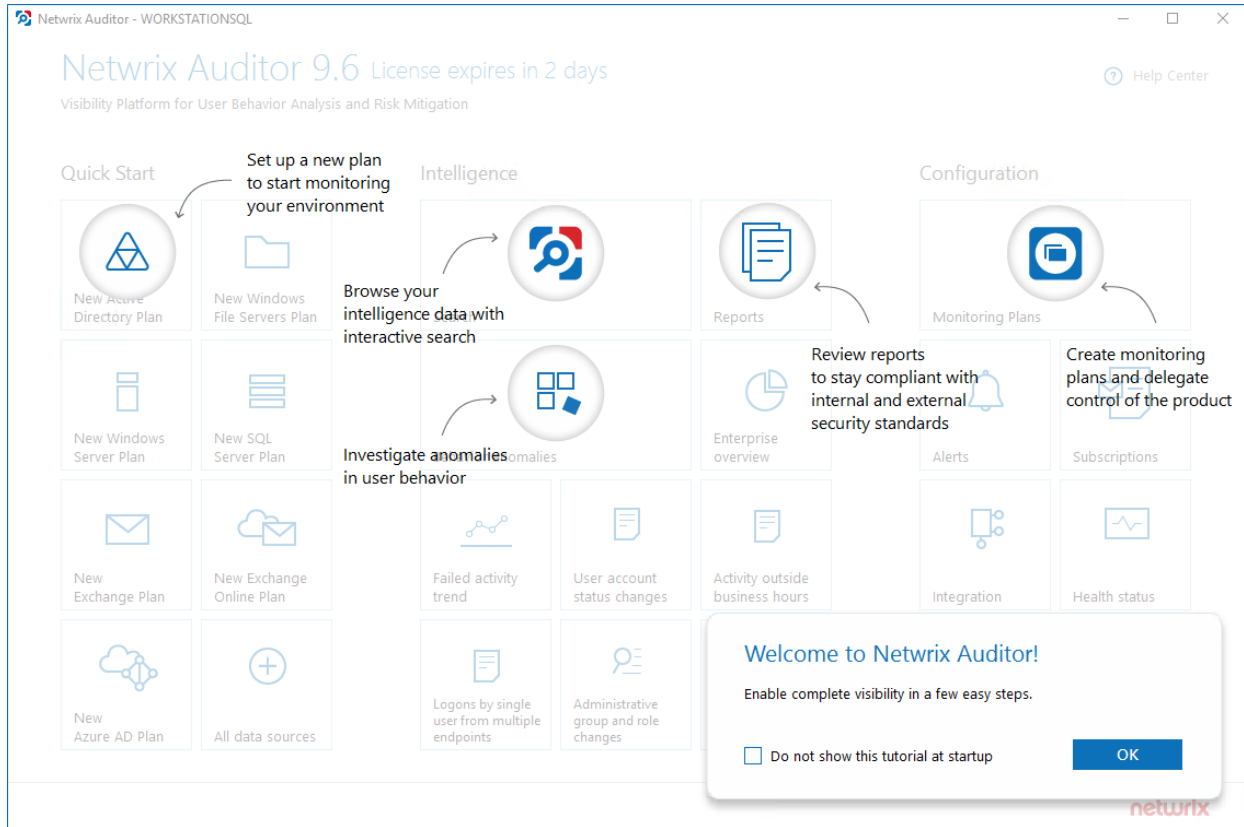 Netwrix Auditor - WORKSTATIONSQL
Netwrix Auditor 9.6 License expires in 2 days
Help Center
Visibility Platform for User Behavior Analysis and Risk Mitigation
Quick Start
Set up a new plan
to start monitoring
your environment
Intelligence
Configuration
New Active
Directory Plan
New Windows
File Servers Plan
Browse your
intelligence data with
interactive search
Search
Reports
Monitoring Plans
Review reports
to stay compliant with
internal and external
security standards
Create monitoring
plans and delegate
control of the product
New Windows
Server Plan
New SQL
Server Plan
Investigate anomalies
in user behavior
Behavior anomalies
Enterprise
overview
Alerts
Subscriptions
New
Exchange Plan
New Exchange
Online Plan
Failed activity
trend
User account
status changes
Activity outside
business hours
Integration
Health status
New
Azure AD Plan
All data sources
Logons by single
user from multiple
endpoints
Administrative
group and role
changes
Welcome to Netwrix Auditor!
Enable complete visibility in a few easy steps.
Do not show this tutorial at startup
OK
netwrix